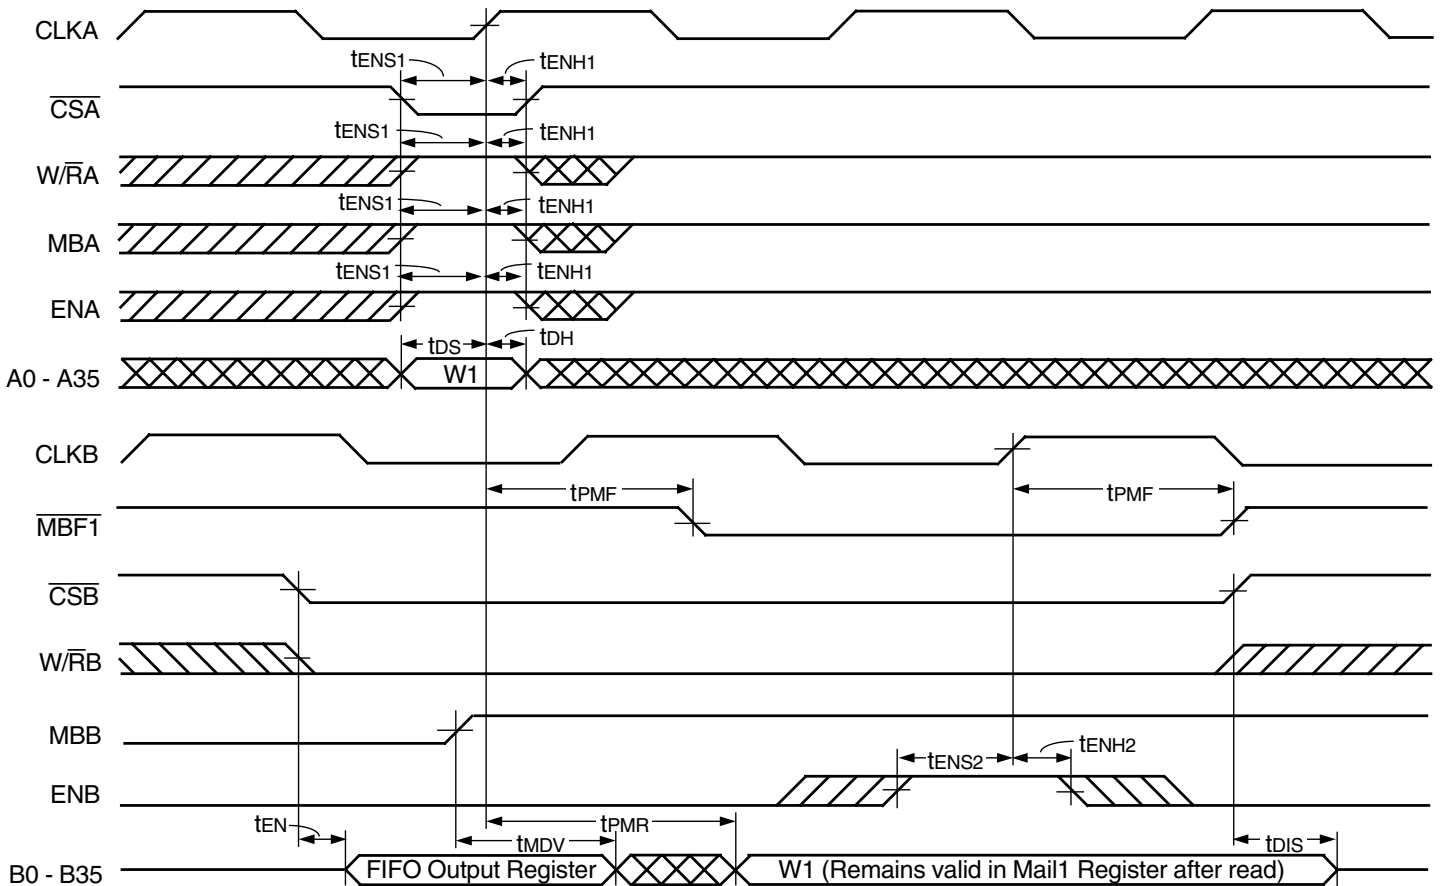 CLKA
tENS1 tENH1
CSA
tENS1 tENH1
W/RA
tENS1 tENH1
MBA
tENS1 tENH1
ENA
tDS tDH
A0 - A35 W1
CLKB
tPMF tPMF
MBF1
CSB
W/RB
MBB
tENS2 tENH2
ENB
tEN tPMR
tMDV tDIS
B0 - B35 FIFO Output Register W1 (Remains valid in Mail1 Register after read)